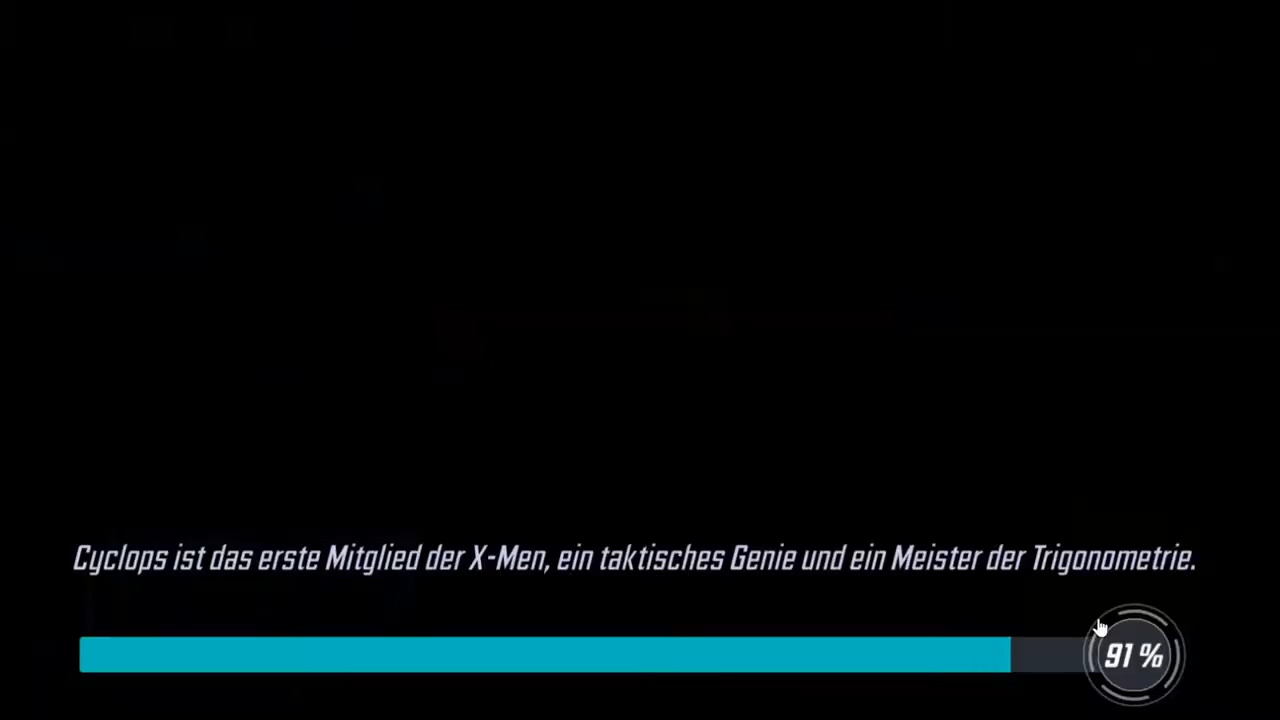 Cyclops ist das erste Mitglied der X-Men, ein taktisches Genie und ein Meister der Trigonometrie.
91 %